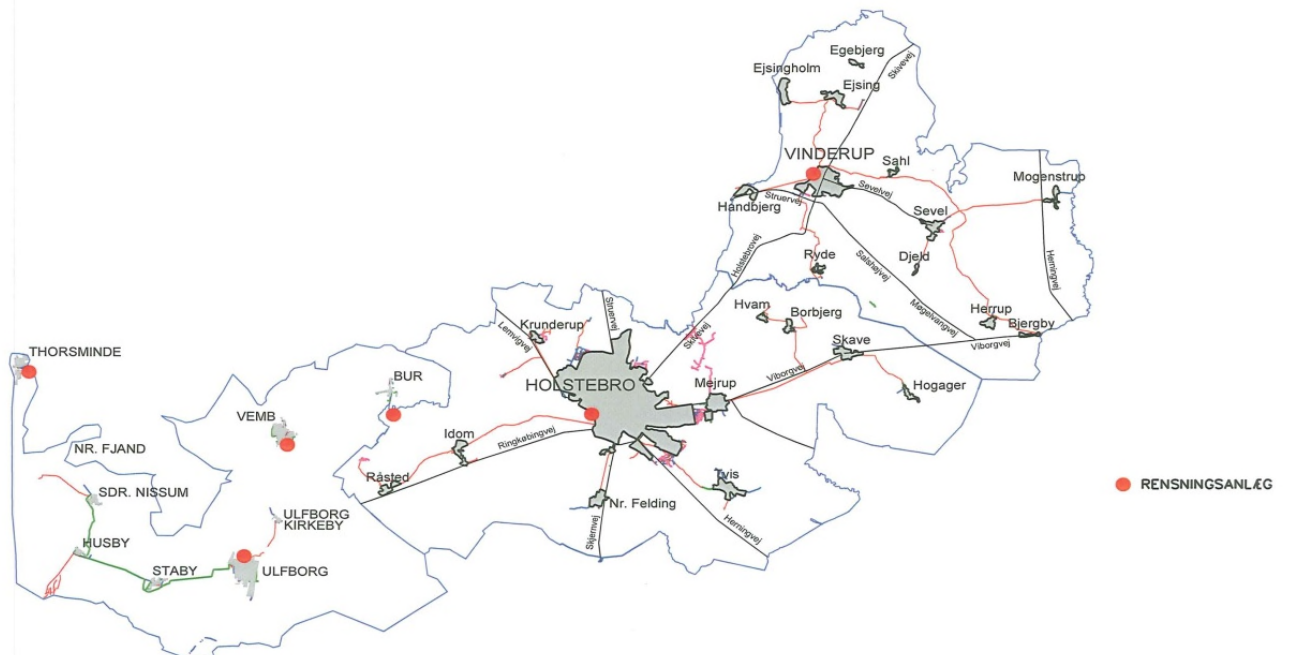 Egebjerg
Skivevej
Ejsingholm
Ejsing
VINDERUP
Sahl
Mogenstrup
Sevelvej
Struervej
Handbjerg
Sevel
Holstebrovej
Ryde
Salshøjvej
Djeld
Herningvej
Struervej
Hvam
Borbjerg
Møgelvangvej
Herrup
Bjergby
Lemvigvej
Krunderup
Skivevej
Skave
Viborgvej
THORSMINDE
BUR
HOLSTEBRO
Mejrup
Viborgvej
Hogager
VEMB
NR. FJAND
Idom
Ringkøbingvej
Råsted
Tvis
RENSNINGSANLÆG
SDR. NISSUM
Nr. Felding
ULFBORG
KIRKEBY
Skjernvej
Herningvej
HUSBY
STABY
ULFBORG